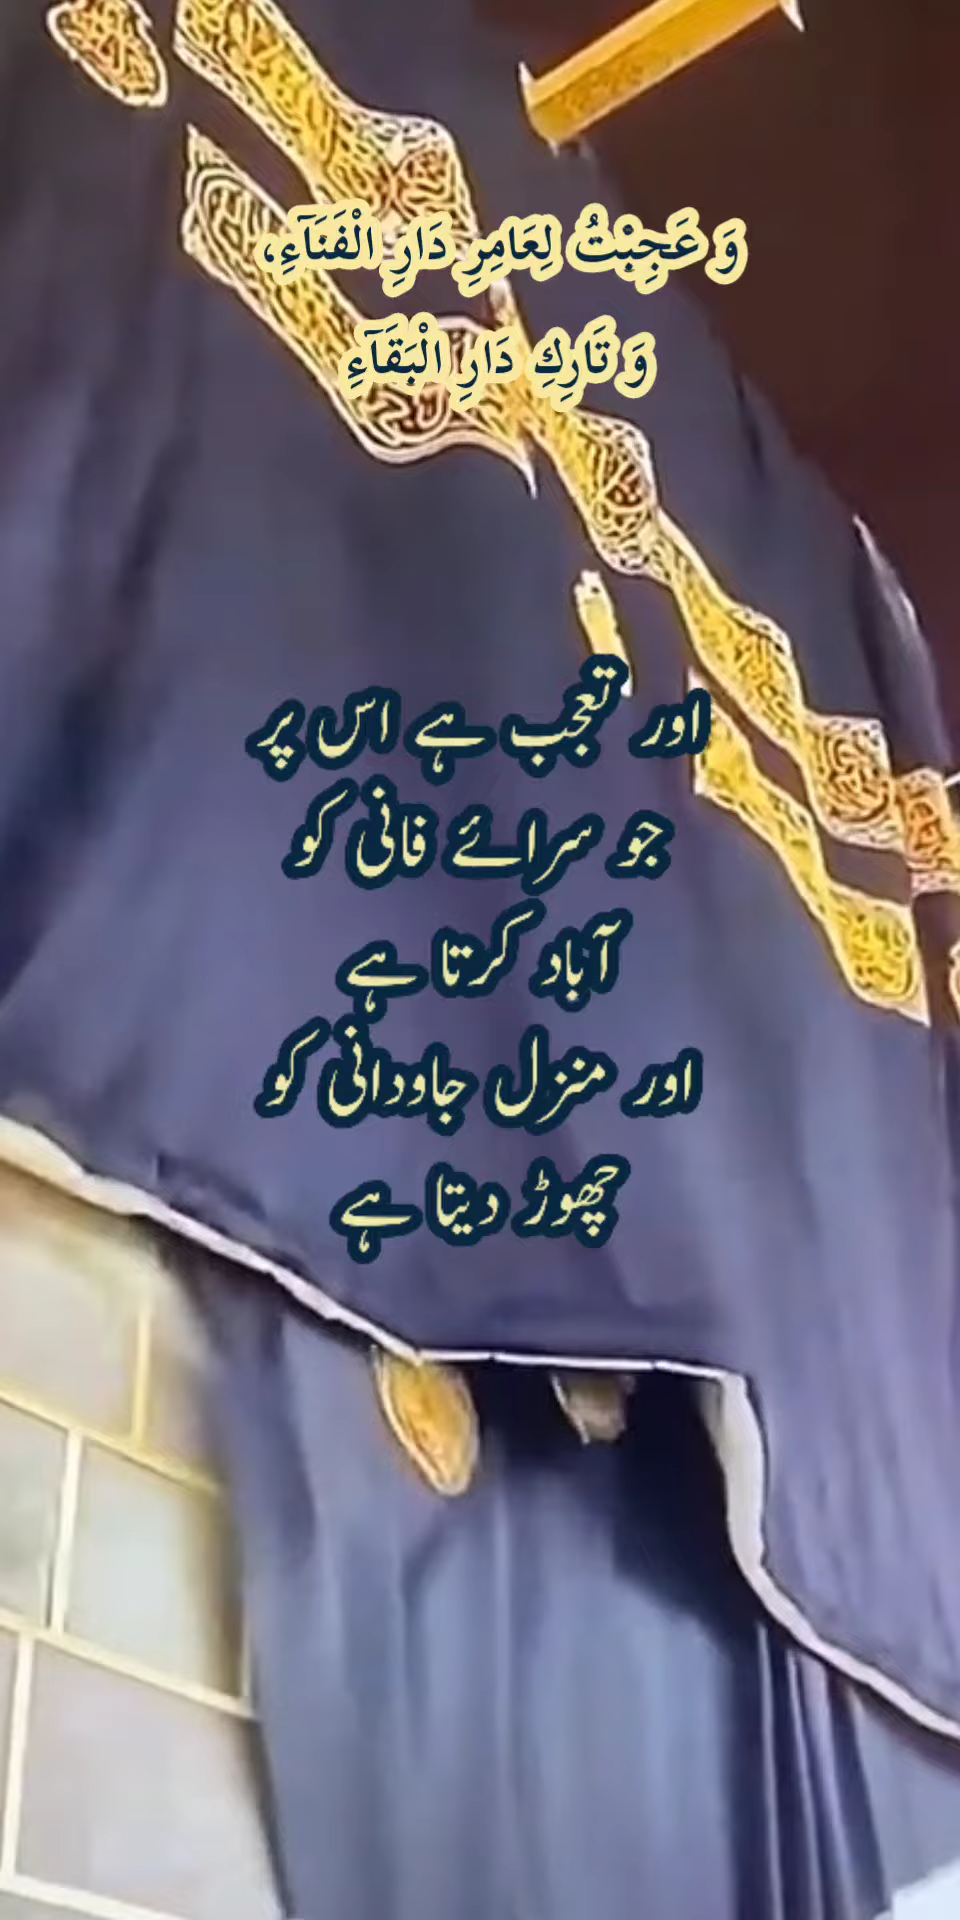 وَ عَجِبْتُ لِعَامِرِ دَارِ الْفَنَآءِ،
وَ تَارِكِ دَارِ الْبَقَآءِ
اور تعجب ہے اس پر
جو سرائے فانی کو
آباد کرتا ہے
اور منزل جاودانی کو
چھوڑ دیتا ہے